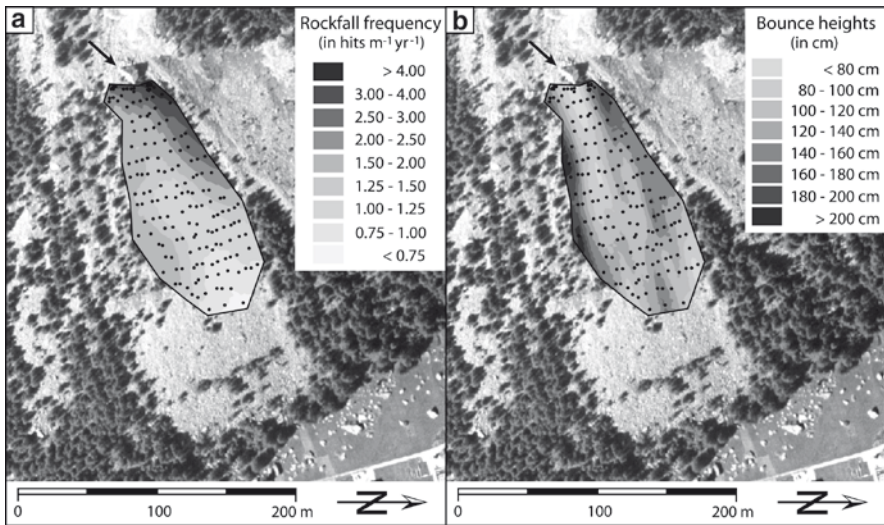 a
Rockfall frequency
(in hits m⁻¹ yr⁻¹)
> 4.00
3.00 - 4.00
2.50 - 3.00
2.00 - 2.50
1.50 - 2.00
1.25 - 1.50
1.00 - 1.25
0.75 - 1.00
< 0.75
0 100 200 m
N
b
Bounce heights
(in cm)
< 80 cm
80 - 100 cm
100 - 120 cm
120 - 140 cm
140 - 160 cm
160 - 180 cm
180 - 200 cm
> 200 cm
0 100 200 m
N